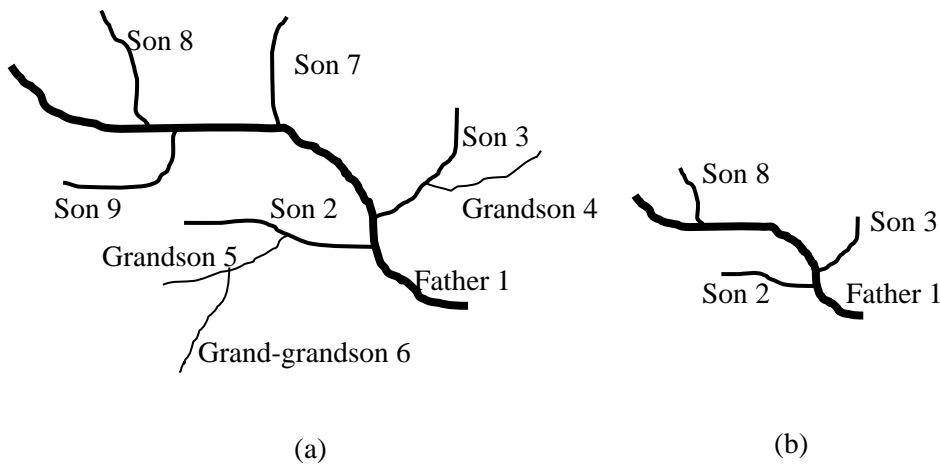 Son 8
Son 7
Son 3
Grandson 4
Son 9
Son 2
Grandson 5
Father 1
Grand-grandson 6
(a)
Son 8
Son 3
Son 2
Father 1
(b)